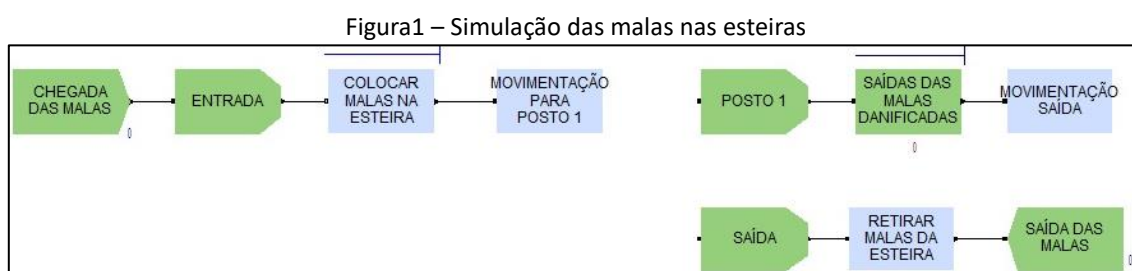 Figura1 – Simulação das malas nas esteiras
CHEGADA
DAS MALAS
0
ENTRADA
COLOCAR
MALAS NA
ESTEIRA
MOVIMENTAÇÃO
PARA
POSTO 1
POSTO 1
SAÍDAS DAS
MALAS
DANIFICADAS
0
MOVIMENTAÇÃO
SAÍDA
SAÍDA
RETIRAR
MALAS DA
ESTEIRA
SAÍDA DAS
MALAS
0